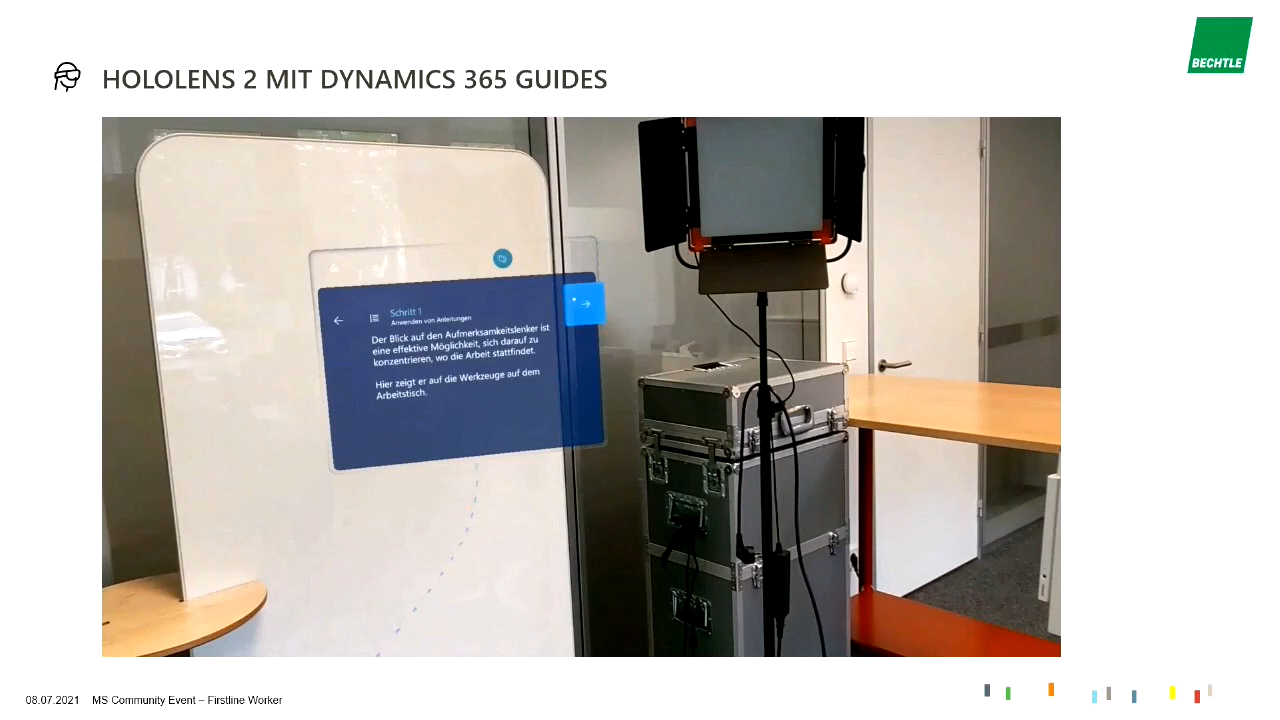 BECHTLE
HOLOLENS 2 MIT DYNAMICS 365 GUIDES
Schritt 1
Anwenden von Anleitungen
Der Blick auf den Aufmerksamkeitslenker ist
eine effektive Möglichkeit, sich darauf zu
konzentrieren, wo die Arbeit stattfindet.
Hier zeigt er auf die Werkzeuge auf dem
Arbeitstisch.
08.07.2021 MS Community Event – Firstline Worker